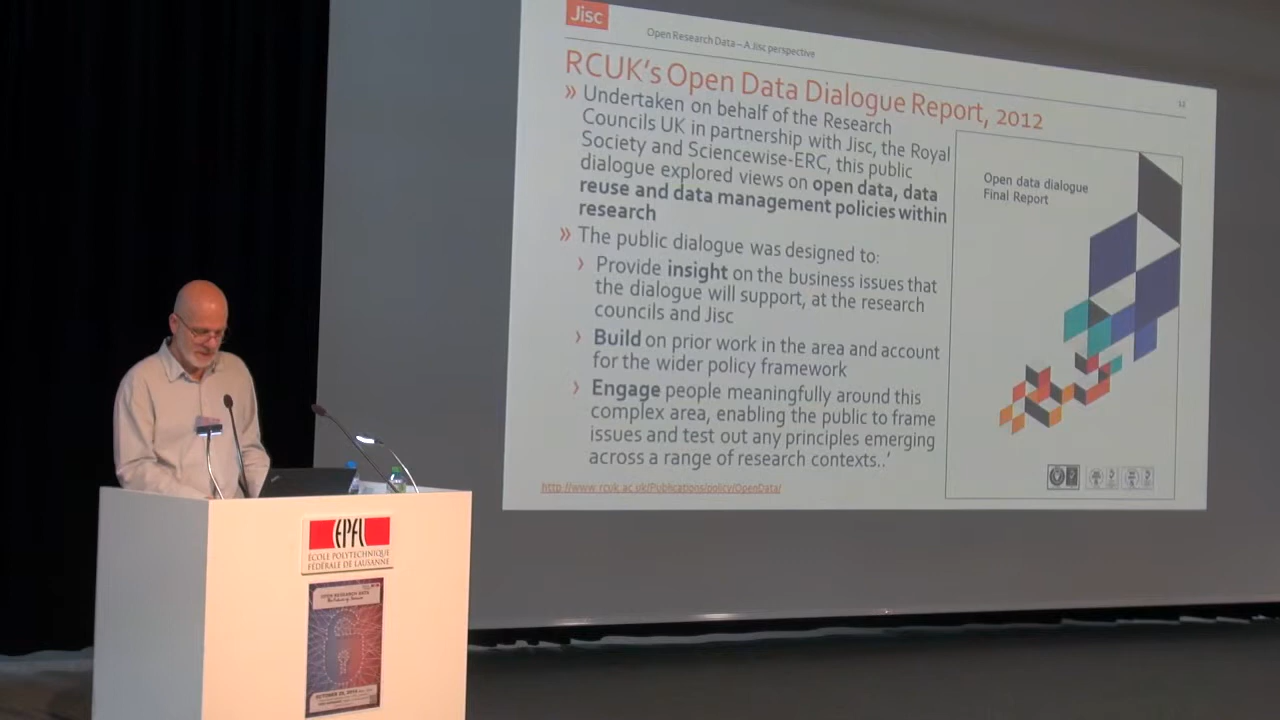 Jisc
Open Research Data – A Jisc perspective
12
RCUK's Open Data Dialogue Report, 2012
» Undertaken on behalf of the Research
Councils UK in partnership with Jisc, the Royal
Society and Sciencewise-ERC, this public
dialogue explored views on open data, data
reuse and data management policies within
research
» The public dialogue was designed to:
› Provide insight on the business issues that
the dialogue will support, at the research
councils and Jisc
› Build on prior work in the area and account
for the wider policy framework
› Engage people meaningfully around this
complex area, enabling the public to frame
issues and test out any principles emerging
across a range of research contexts..'
http://www.rcuk.ac.uk/Publications/policy/OpenData/
Open data dialogue
Final Report
EPFL
ÉCOLE POLYTECHNIQUE
FÉDÉRALE DE LAUSANNE
OPEN RESEARCH DATA